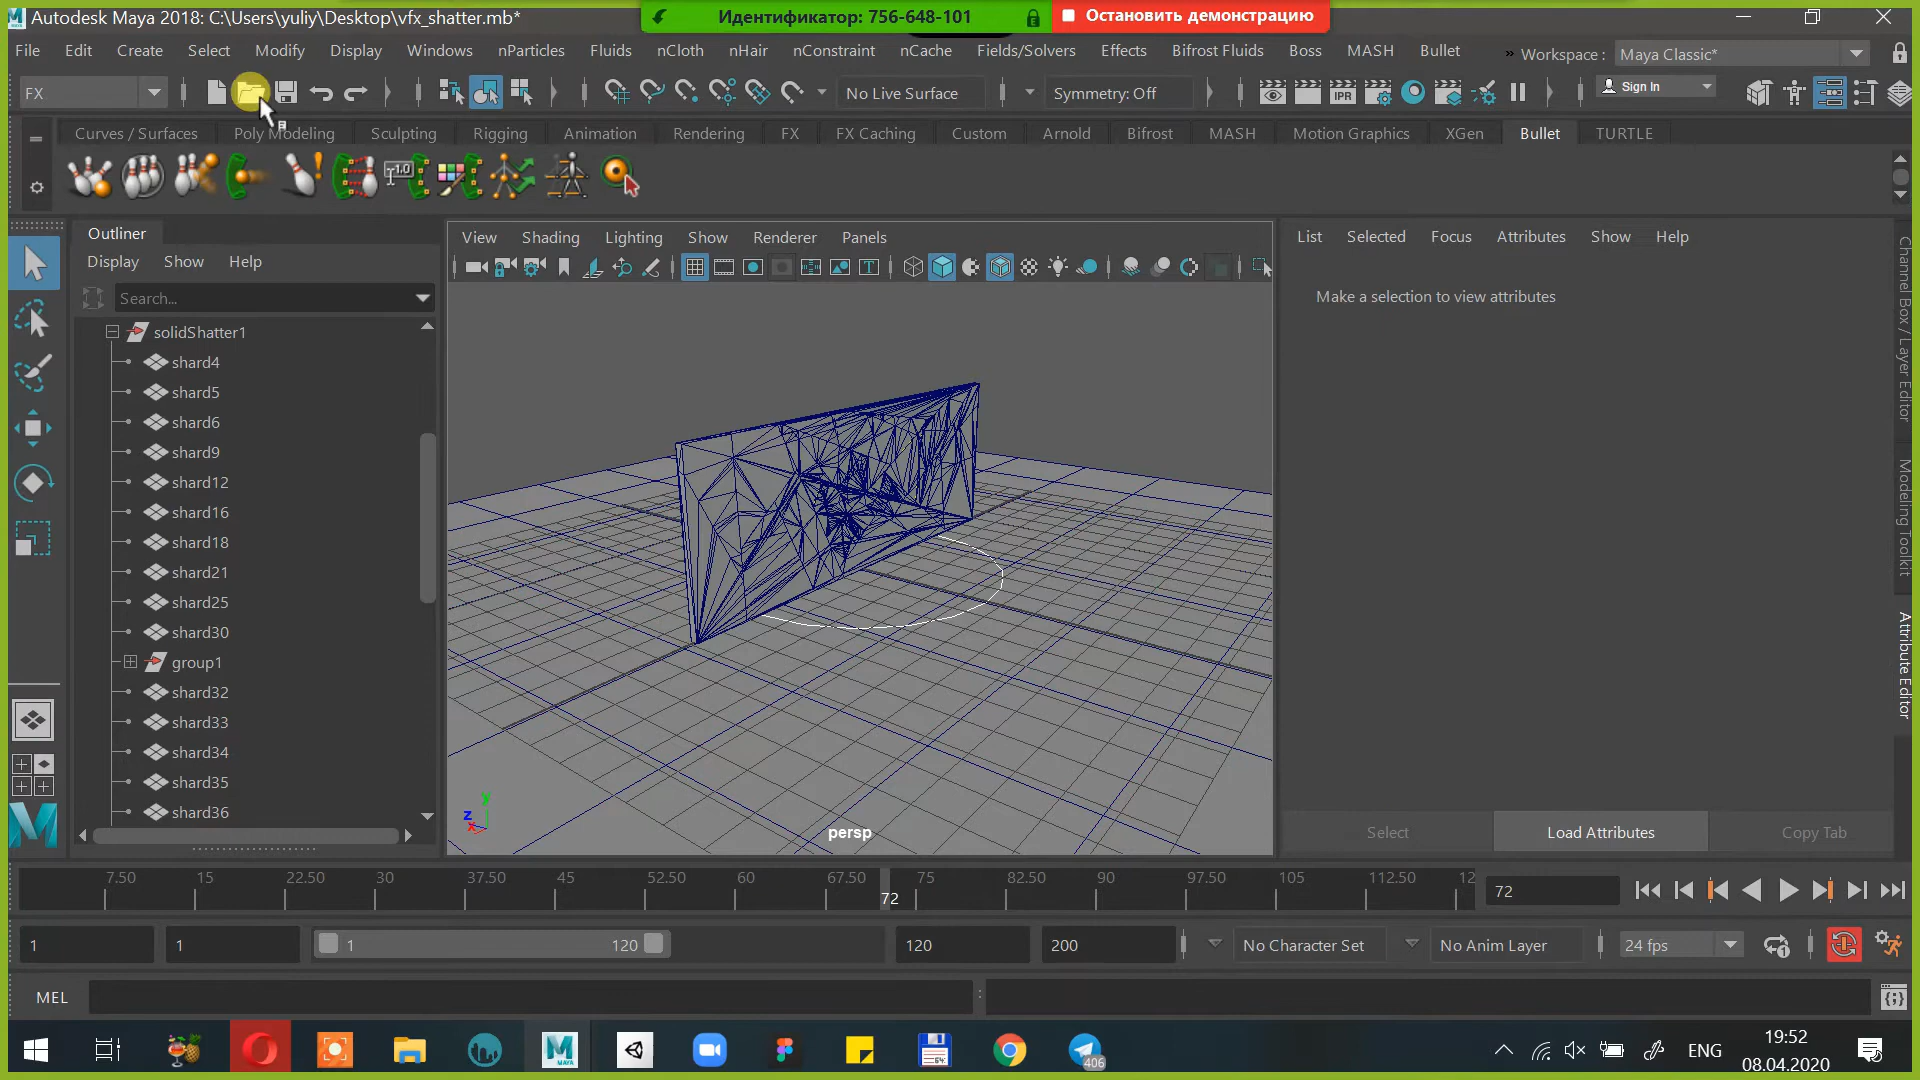 Autodesk Maya 2018: C:\Users\yuliy\Desktop\vfx_shatter.mb*
Идентификатор: 756-648-101
Остановить демонстрацию
File Edit Create Select Modify Display Windows nParticles Fluids nCloth nHair nConstraint nCache Fields/Solvers Effects Bifrost Fluids Boss MASH Bullet
» Workspace : Maya Classic*
FX
No Live Surface
Symmetry: Off
IPR
Sign In
Curves / Surfaces Poly Modeling Sculpting Rigging Animation Rendering FX FX Caching Custom Arnold Bifrost MASH Motion Graphics XGen Bullet TURTLE
1.0
Outliner
Display Show Help
Search...
solidShatter1
shard4
shard5
shard6
shard9
shard12
shard16
shard18
shard21
shard25
shard30
group1
shard32
shard33
shard34
shard35
shard36
View Shading Lighting Show Renderer Panels
y
z
x
persp
List Selected Focus Attributes Show Help
Make a selection to view attributes
Select Load Attributes Copy Tab
Channel Box / Layer Editor
Modeling Toolkit
Attribute Editor
7.50 15 22.50 30 37.50 45 52.50 60 67.50 75 82.50 90 97.50 105 112.50 12
72
72
1 1 1 120 120 200
No Character Set
No Anim Layer
24 fps
MEL
MAYA
64
406
ENG
19:52
08.04.2020